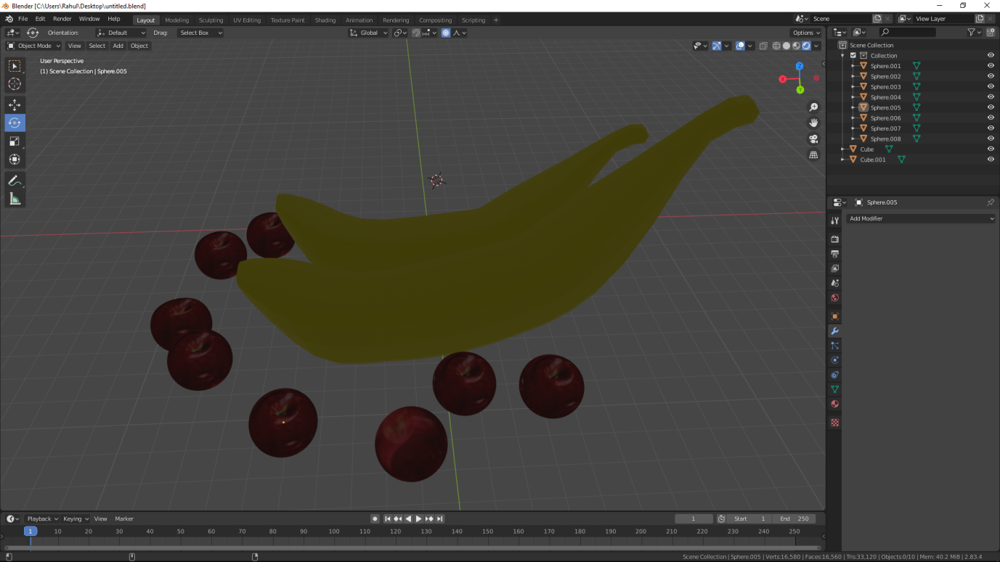 Blender [C:\Users\Rahul\Desktop\untitled.blend]
File Edit Render Window Help Layout Modeling Sculpting UV Editing Texture Paint Shading Animation Rendering Compositing Scripting + Scene View Layer
Orientation: Default Drag: Select Box Global Options
Object Mode View Select Add Object
User Perspective
(1) Scene Collection | Sphere.005
Z
X
Y
Scene Collection
Collection
Sphere.001
Sphere.002
Sphere.003
Sphere.004
Sphere.005
Sphere.006
Sphere.007
Sphere.008
Cube
Cube.001
Sphere.005
Add Modifier
Playback Keying View Marker 1 Start 1 End 250
1 10 20 30 40 50 60 70 80 90 100 110 120 130 140 150 160 170 180 190 200 210 220 230 240 250
Scene Collection | Sphere.005 | Verts:16,580 | Faces:16,560 | Tris:33,120 | Objects:0/10 | Mem: 40.2 MiB | 2.83.4